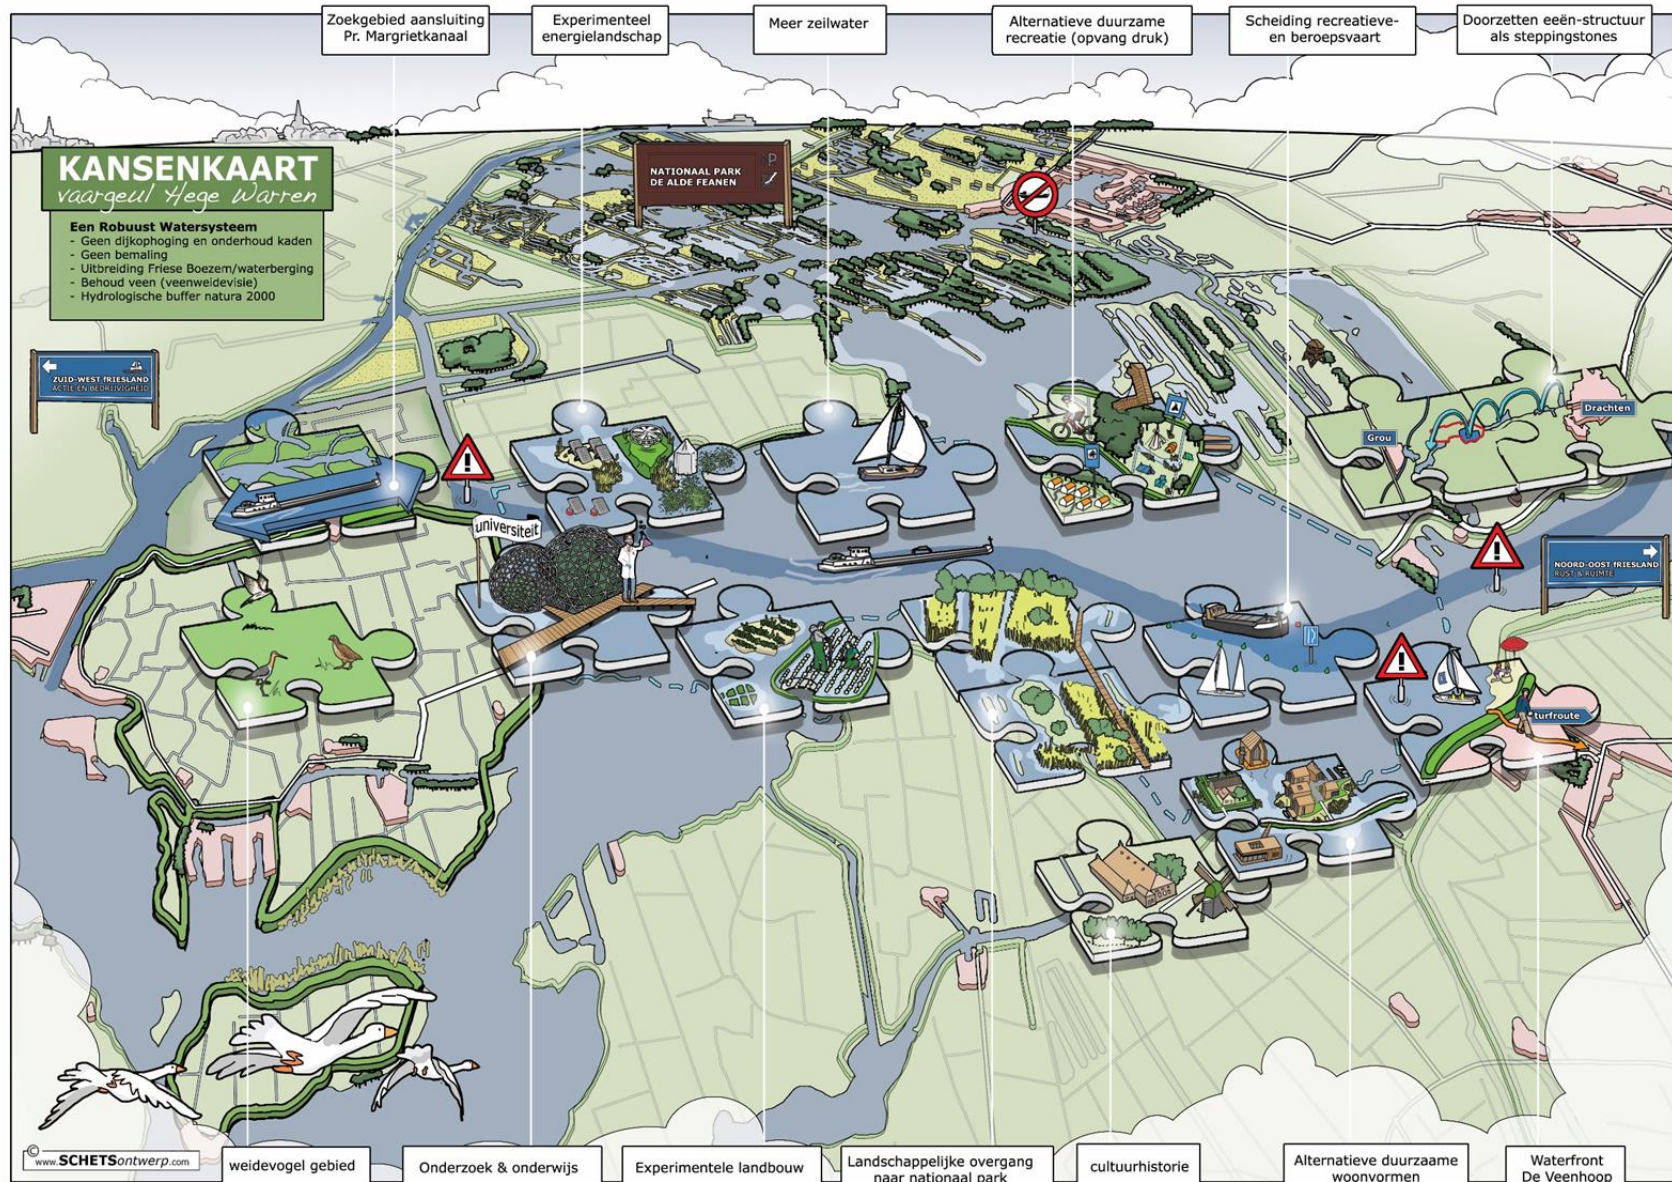 Zoekgebied aansluiting
Pr. Margrietkanaal
Experimenteel
energielandschap
Meer zeilwater
Alternatieve duurzame
recreatie (opvang druk)
Scheiding recreatieve-
en beroepsvaart
Doorzetten eeën-structuur
als steppingstones
KANSENKAART
vaargeul Hege Warren
Een Robuust Watersysteem
- Geen dijkophoging en onderhoud kaden
- Geen bemaling
- Uitbreiding Friese Boezem/waterberging
- Behoud veen (veenweidevisie)
- Hydrologische buffer natura 2000
NATIONAAL PARK
DE ALDE FEANEN
P
ZUID-WEST fRIESLAND
ACTIE EN BEDRIJVIGHEID
Drachten
Grou
universiteit
NOORD-OOST fRIESLAND
RUST & RUIMTE
turfroute
© www.SCHETSontwerp.com
weidevogel gebied
Onderzoek & onderwijs
Experimentele landbouw
Landschappelijke overgang
naar nationaal park
cultuurhistorie
Alternatieve duurzaame
woonvormen
Waterfront
De Veenhoop